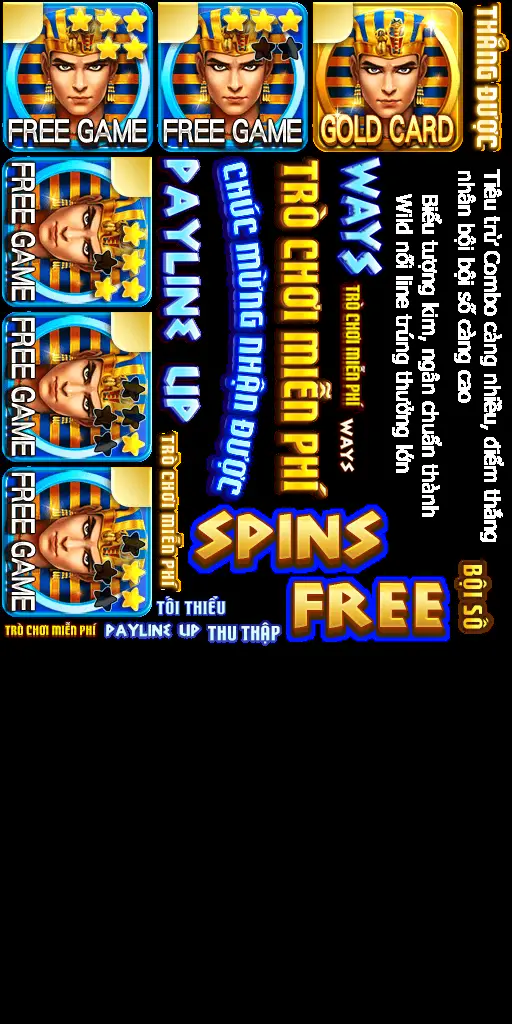 FREE GAME
FREE GAME
GOLD CARD
THẮNG ĐƯỢC
FREE GAME
FREE GAME
FREE GAME
PAYLINE UP
CHÚC MỪNG NHẬN ĐƯỢC
TRÒ CHƠI MIỄN PHÍ
WAYS
TRÒ CHƠI MIỄN PHÍ
WAYS
Tiêu trừ Combo càng nhiều, điểm thắng
nhân bội bội số càng cao
Biểu tượng kim, ngân chuẩn thành
Wild nối line trúng thưởng lớn
TRÒ CHƠI MIỄN PHÍ
SPINS
FREE
BỘI SỐ
TỐI THIỂU
TRÒ CHƠI MIỄN PHÍ
PAYLINE UP
THU THẬP